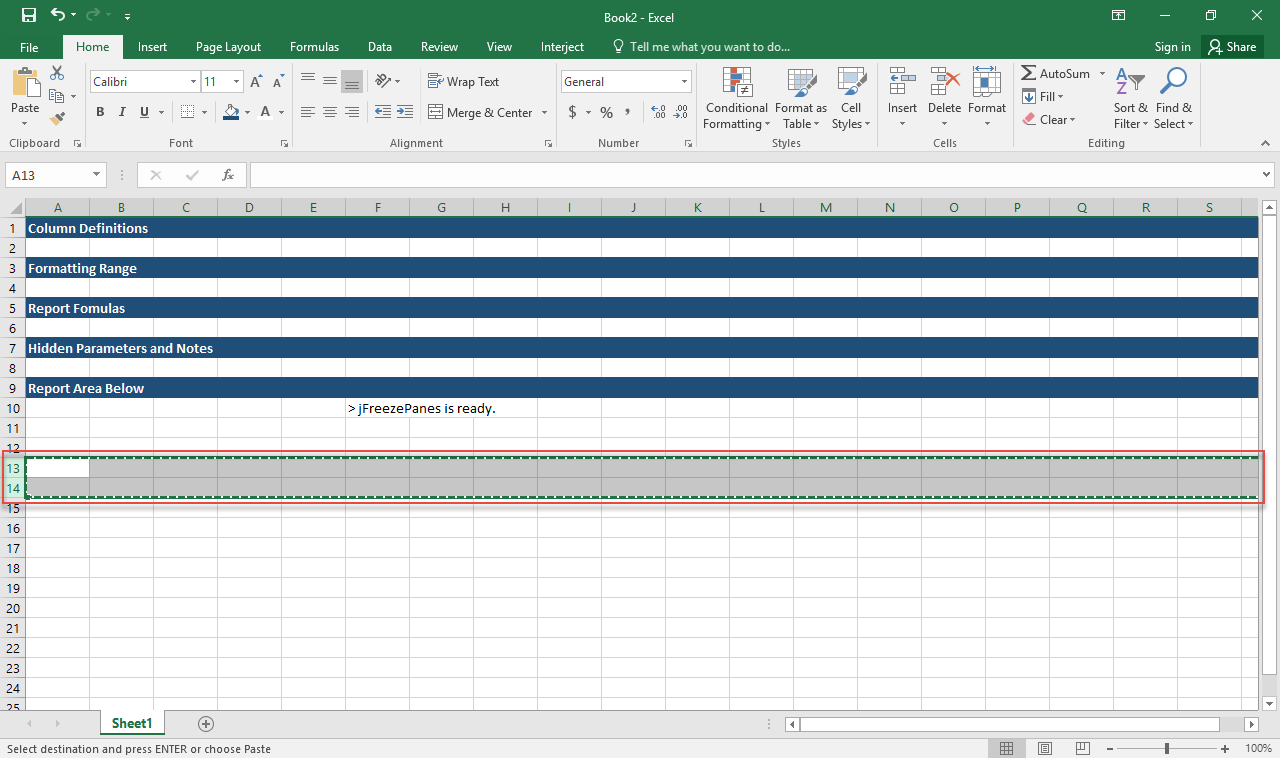 Book2 - Excel
File Home Insert Page Layout Formulas Data Review View Interject Tell me what you want to do... Sign in Share
Calibri 11 Wrap Text General AutoSum
Paste Conditional Format as Cell Insert Delete Format Fill Sort & Find &
B I U Merge & Center $ % , Formatting Table Styles Clear Filter Select
Clipboard Font Alignment Number Styles Cells Editing
A13 fx
A B C D E F G H I J K L M N O P Q R S
1 Column Definitions
2
3 Formatting Range
4
5 Report Fomulas
6
7 Hidden Parameters and Notes
8
9 Report Area Below
10 > jFreezePanes is ready.
11
12
13
14
15
16
17
18
19
20
21
22
23
24
25
Sheet1
Select destination and press ENTER or choose Paste 100%